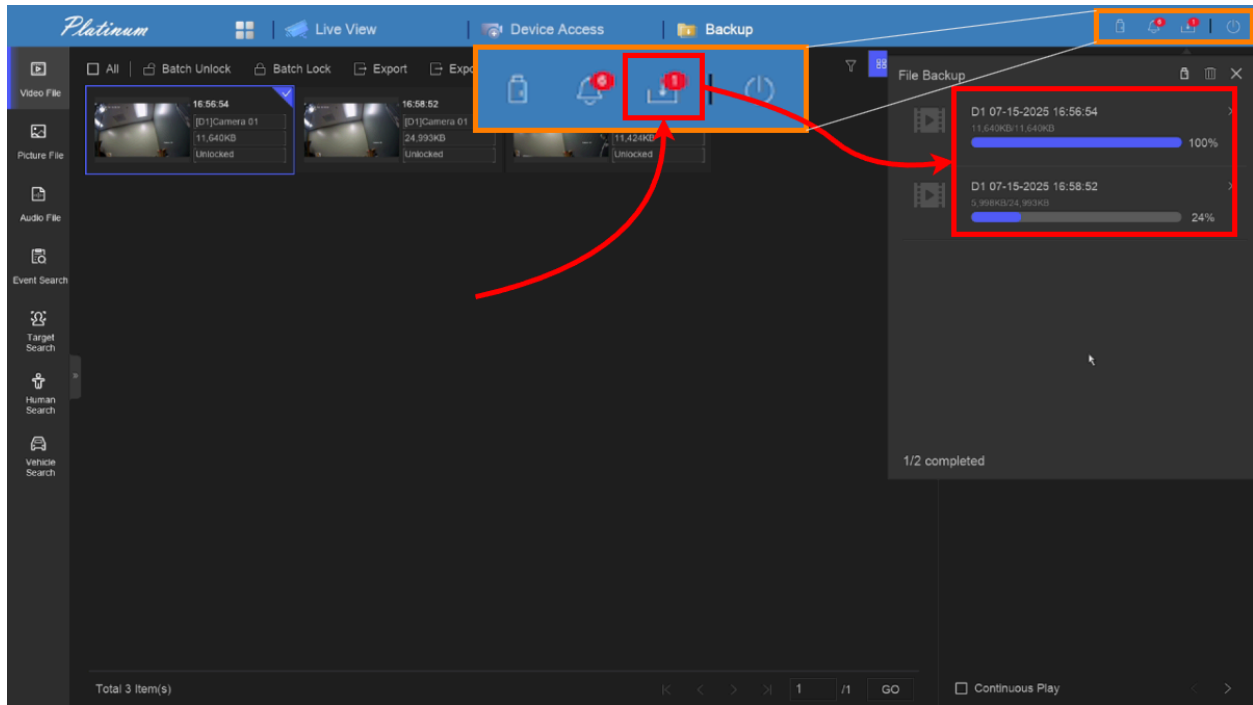 Platinum
Live View
Device Access
Backup
All
Batch Unlock
Batch Lock
Export
Video File
Picture File
Audio File
Event Search
Target
Search
Human
Search
Vehicle
Search
16:56:54
[D1]Camera 01
11,640KB
Unlocked
16:58:52
[D1]Camera 01
24,993KB
Unlocked
11,424KB
Unlocked
1
File Backup
D1 07-15-2025 16:56:54
11,640KB/11,640KB
100%
D1 07-15-2025 16:58:52
5,998KB/24,993KB
24%
1/2 completed
Total 3 Item(s)
1
/1
GO
Continuous Play